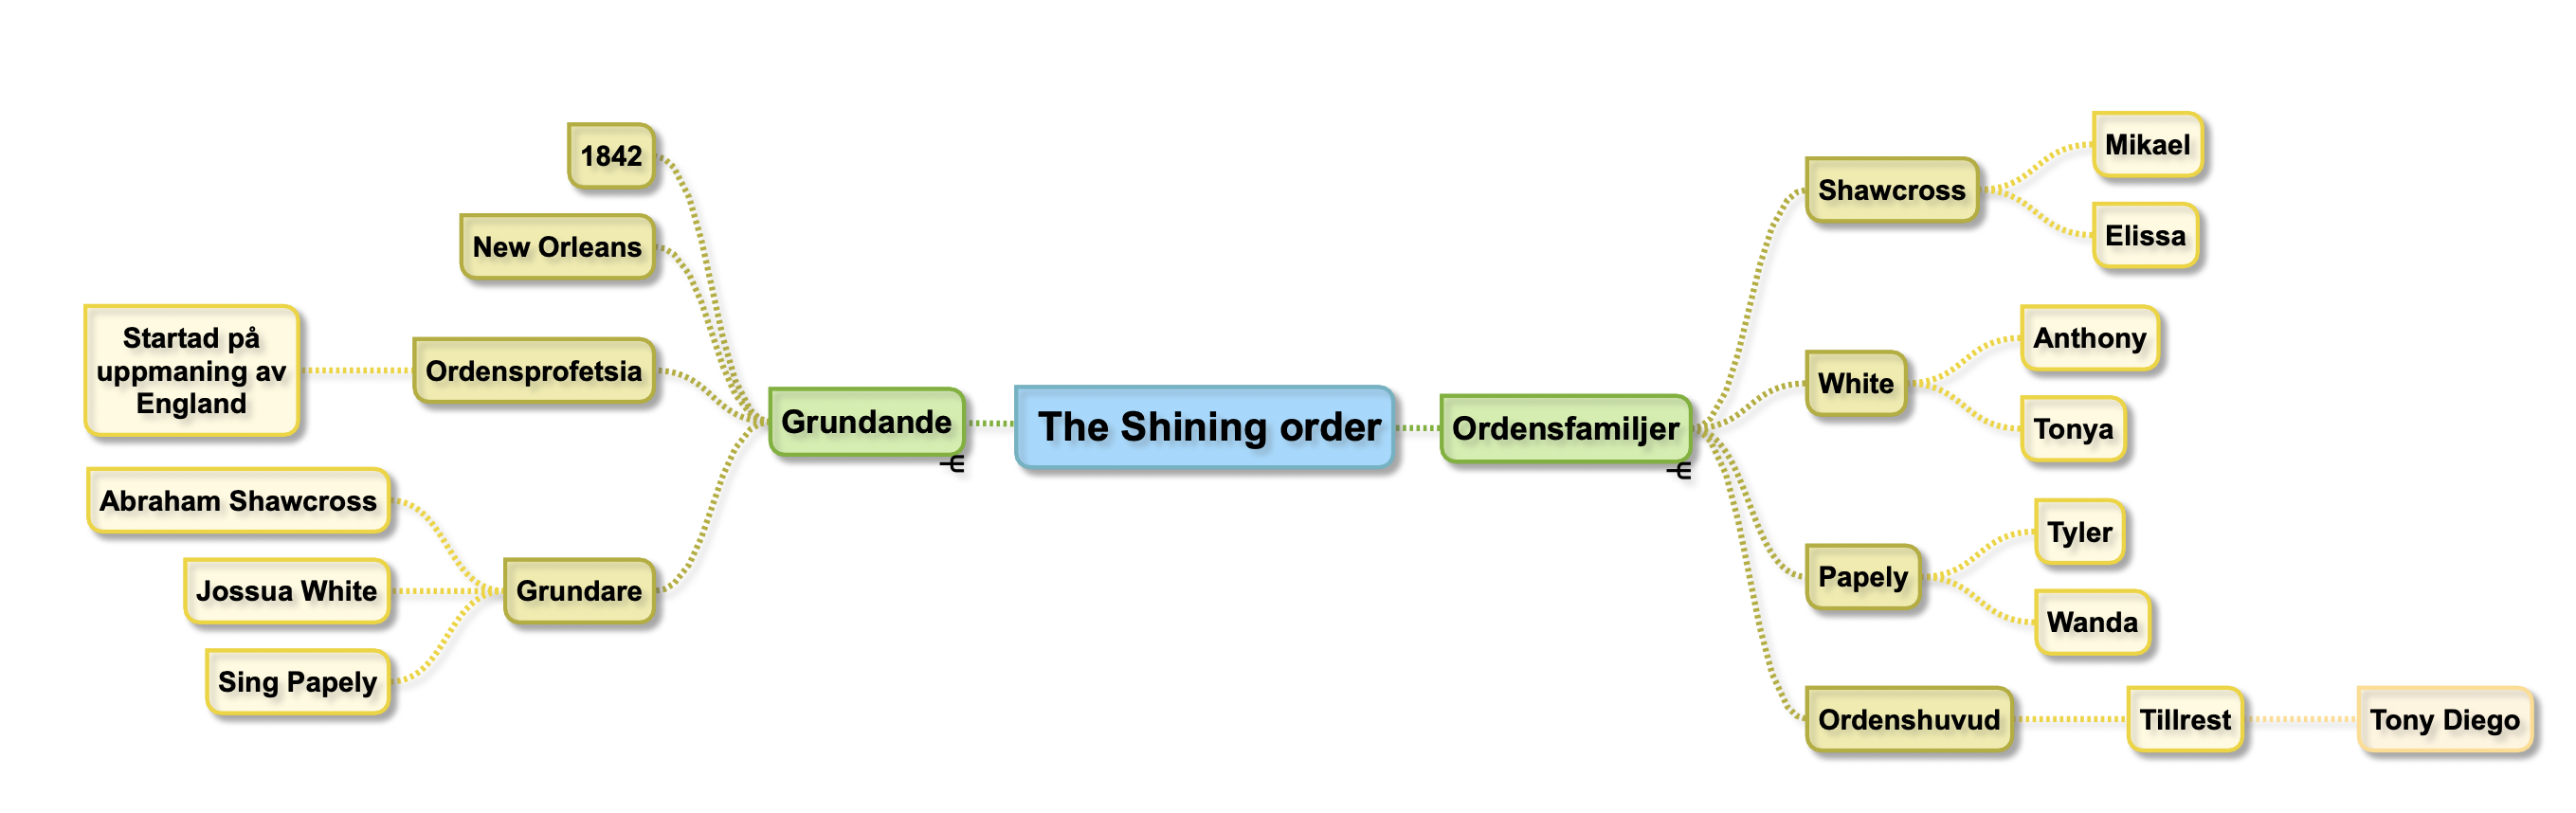 The Shining order
Grundande
1842
New Orleans
Ordensprofetsia
Startad på
uppmaning av
England
Grundare
Abraham Shawcross
Jossua White
Sing Papely
Ordensfamiljer
Shawcross
Mikael
Elissa
White
Anthony
Tonya
Papely
Tyler
Wanda
Ordenshuvud
Tillrest
Tony Diego